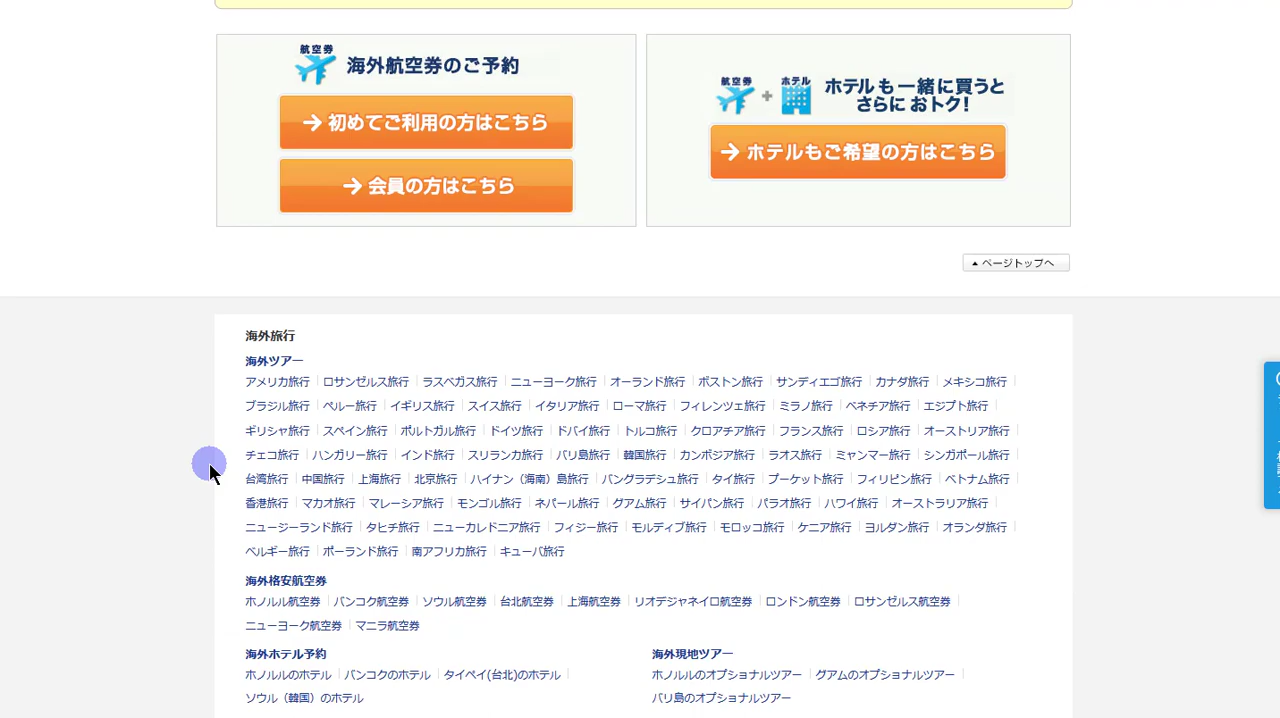 航空券
海外航空券のご予約
→ 初めてご利用の方はこちら
→ 会員の方はこちら
航空券 + ホテル
ホテルも一緒に買うと
さらにおトク!
→ ホテルもご希望の方はこちら
▲ ページトップへ
海外旅行
海外ツアー
アメリカ旅行 ロサンゼルス旅行 ラスベガス旅行 ニューヨーク旅行 オーランド旅行 ボストン旅行 サンディエゴ旅行 カナダ旅行 メキシコ旅行
ブラジル旅行 ペルー旅行 イギリス旅行 スイス旅行 イタリア旅行 ローマ旅行 フィレンツェ旅行 ミラノ旅行 ベネチア旅行 エジプト旅行
ギリシャ旅行 スペイン旅行 ポルトガル旅行 ドイツ旅行 ドバイ旅行 トルコ旅行 クロアチア旅行 フランス旅行 ロシア旅行 オーストリア旅行
チェコ旅行 ハンガリー旅行 インド旅行 スリランカ旅行 バリ島旅行 韓国旅行 カンボジア旅行 ラオス旅行 ミャンマー旅行 シンガポール旅行
台湾旅行 中国旅行 上海旅行 北京旅行 ハイナン（海南）島旅行 バングラデシュ旅行 タイ旅行 プーケット旅行 フィリピン旅行 ベトナム旅行
香港旅行 マカオ旅行 マレーシア旅行 モンゴル旅行 ネパール旅行 グアム旅行 サイパン旅行 パラオ旅行 ハワイ旅行 オーストラリア旅行
ニュージーランド旅行 タヒチ旅行 ニューカレドニア旅行 フィジー旅行 モルディブ旅行 モロッコ旅行 ケニア旅行 ヨルダン旅行 オランダ旅行
ベルギー旅行 ポーランド旅行 南アフリカ旅行 キューバ旅行
海外格安航空券
ホノルル航空券 バンコク航空券 ソウル航空券 台北航空券 上海航空券 リオデジャネイロ航空券 ロンドン航空券 ロサンゼルス航空券
ニューヨーク航空券 マニラ航空券
海外ホテル予約
ホノルルのホテル バンコクのホテル タイペイ(台北)のホテル
ソウル（韓国）のホテル
海外現地ツアー
ホノルルのオプショナルツアー グアムのオプショナルツアー
バリ島のオプショナルツアー